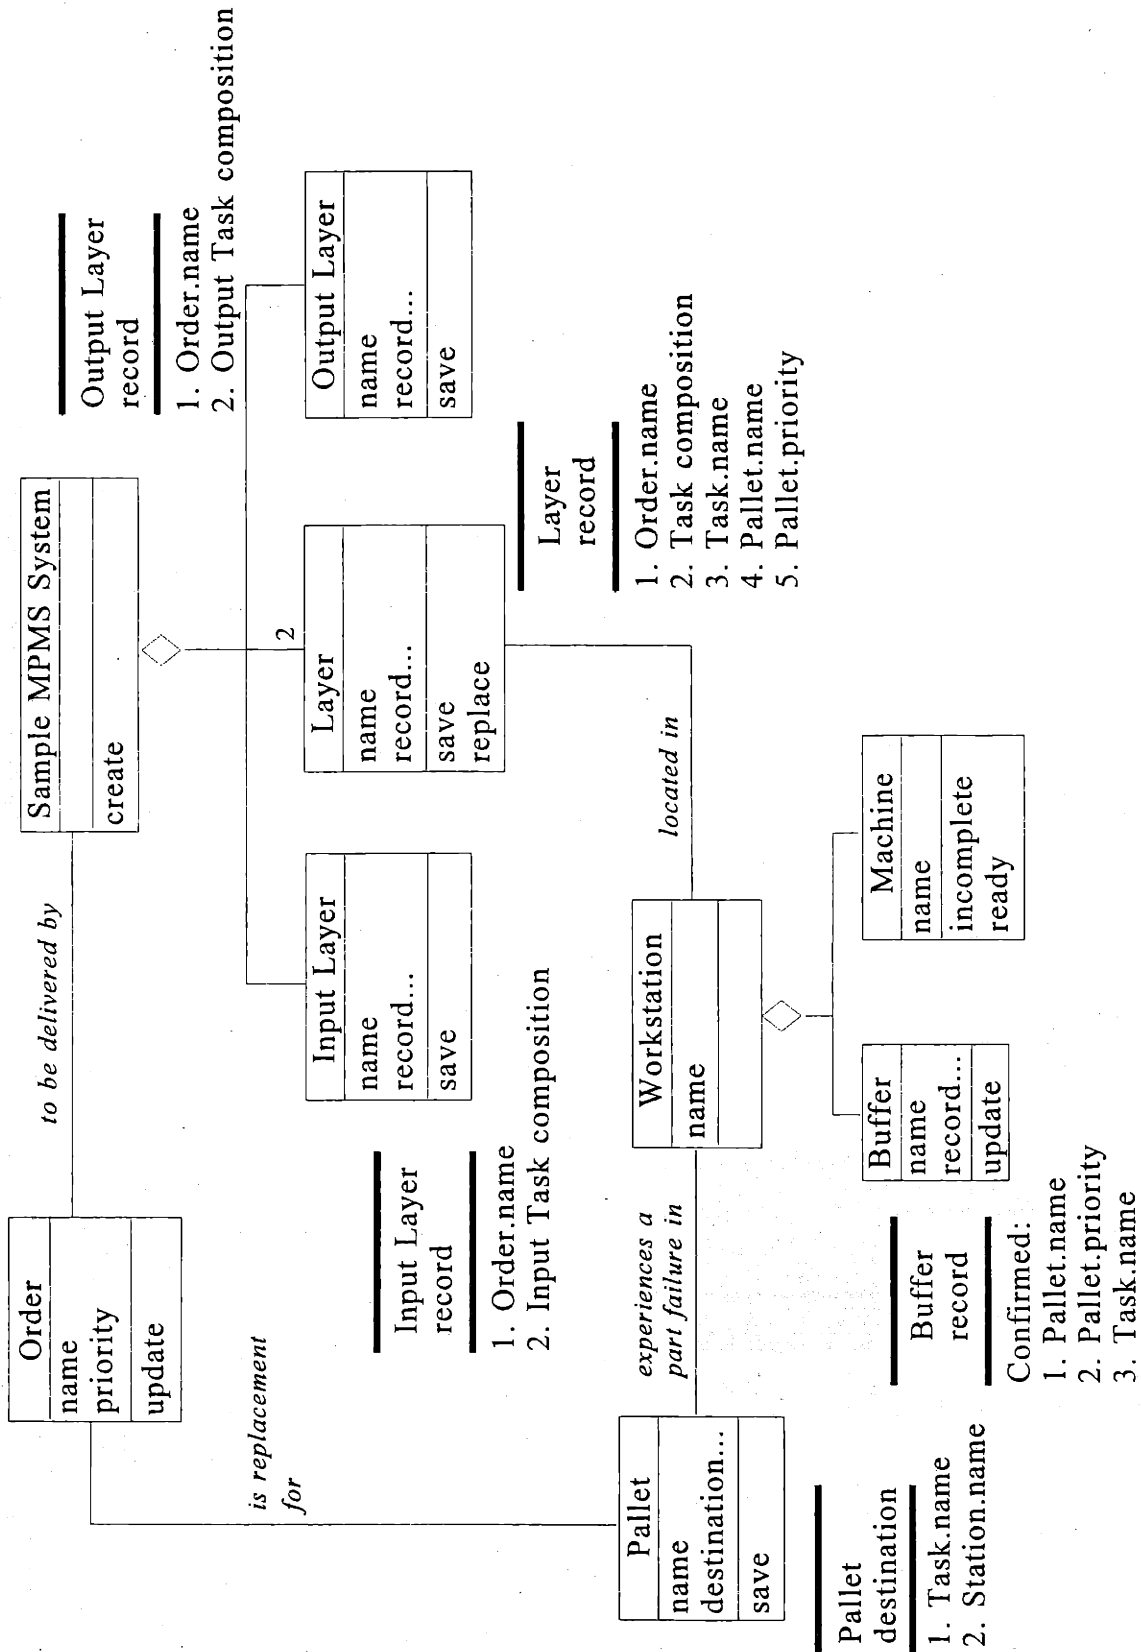 Order
name
priority
update
to be delivered by
Sample MPMS System
create
Output Layer
record
1. Order.name
2. Output Task composition
is replacement
for
Input Layer
record
1. Order.name
2. Input Task composition
Input Layer
name
record...
save
2
Layer
name
record...
save
replace
Output Layer
name
record...
save
Layer
record
1. Order.name
2. Task composition
3. Task.name
4. Pallet.name
5. Pallet.priority
Pallet
name
destination...
save
experiences a
part failure in
Workstation
name
located in
Pallet
destination
1. Task.name
2. Station.name
Buffer
record
Confirmed:
1. Pallet.name
2. Pallet.priority
3. Task.name
Buffer
name
record...
update
Machine
name
incomplete
ready